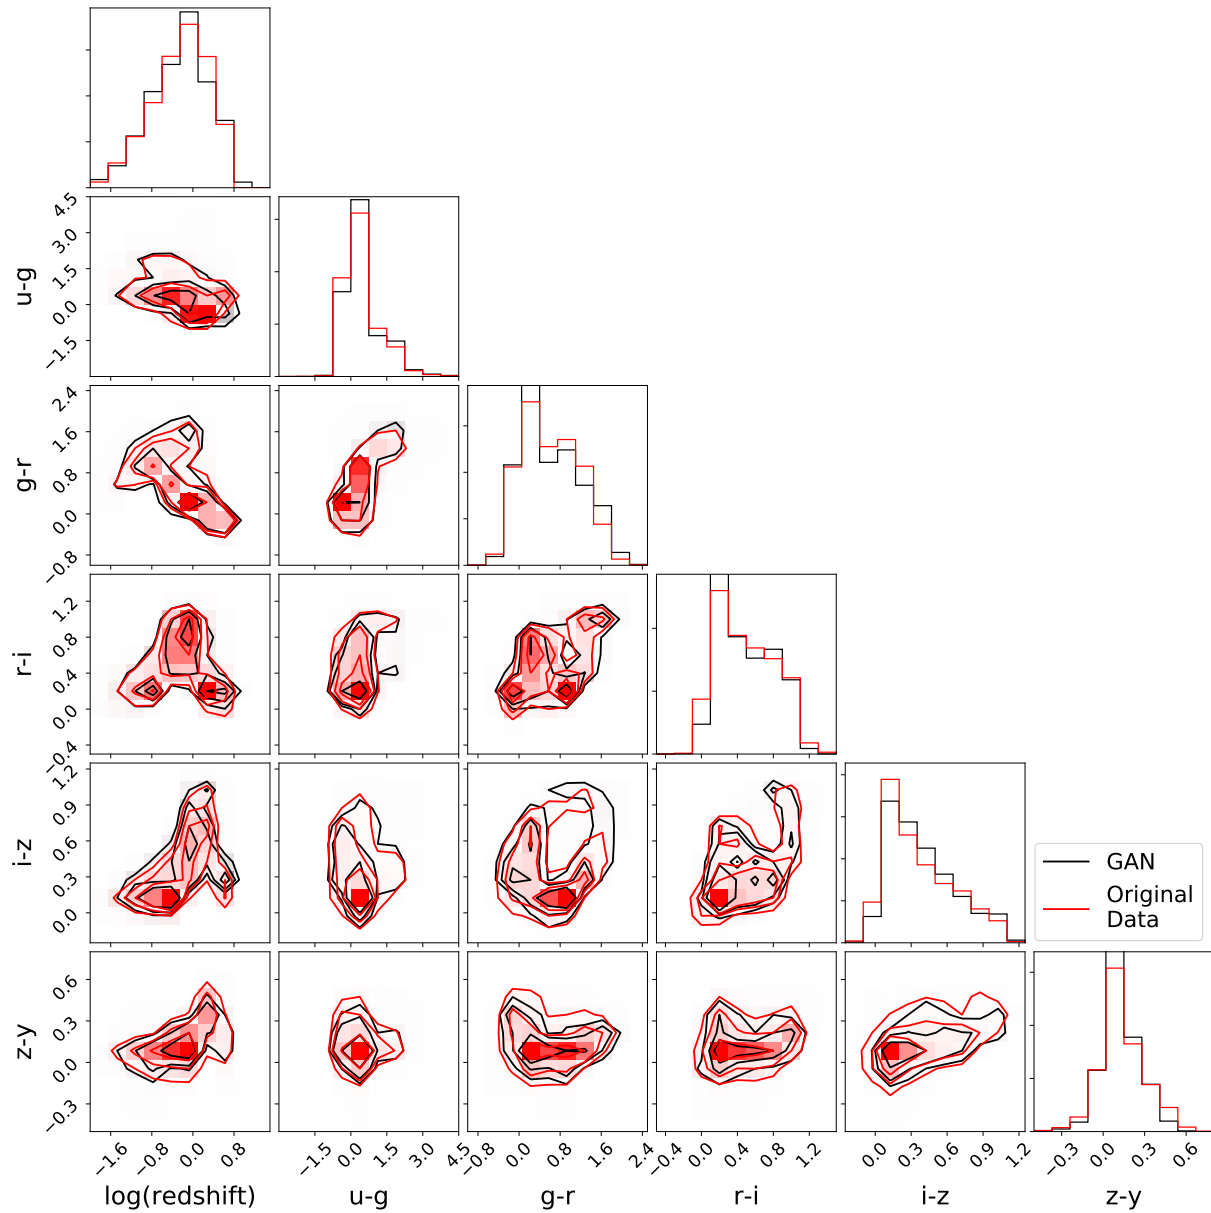 4.5
3.0
1.5
0.0
−1.5
u-g
2.4
1.6
0.8
0.0
−0.8
g-r
1.2
0.8
0.4
0.0
−0.4
r-i
1.2
0.9
0.6
0.3
0.0
i-z
GAN
Original
Data
0.6
0.3
0.0
−0.3
z-y
−1.6 −0.8 0.0 0.8
−1.5 0.0 1.5 3.0 4.5
−0.8 0.0 0.8 1.6 2.4
−0.4 0.0 0.4 0.8 1.2
0.0 0.3 0.6 0.9 1.2
−0.3 0.0 0.3 0.6
log(redshift) u-g g-r r-i i-z z-y